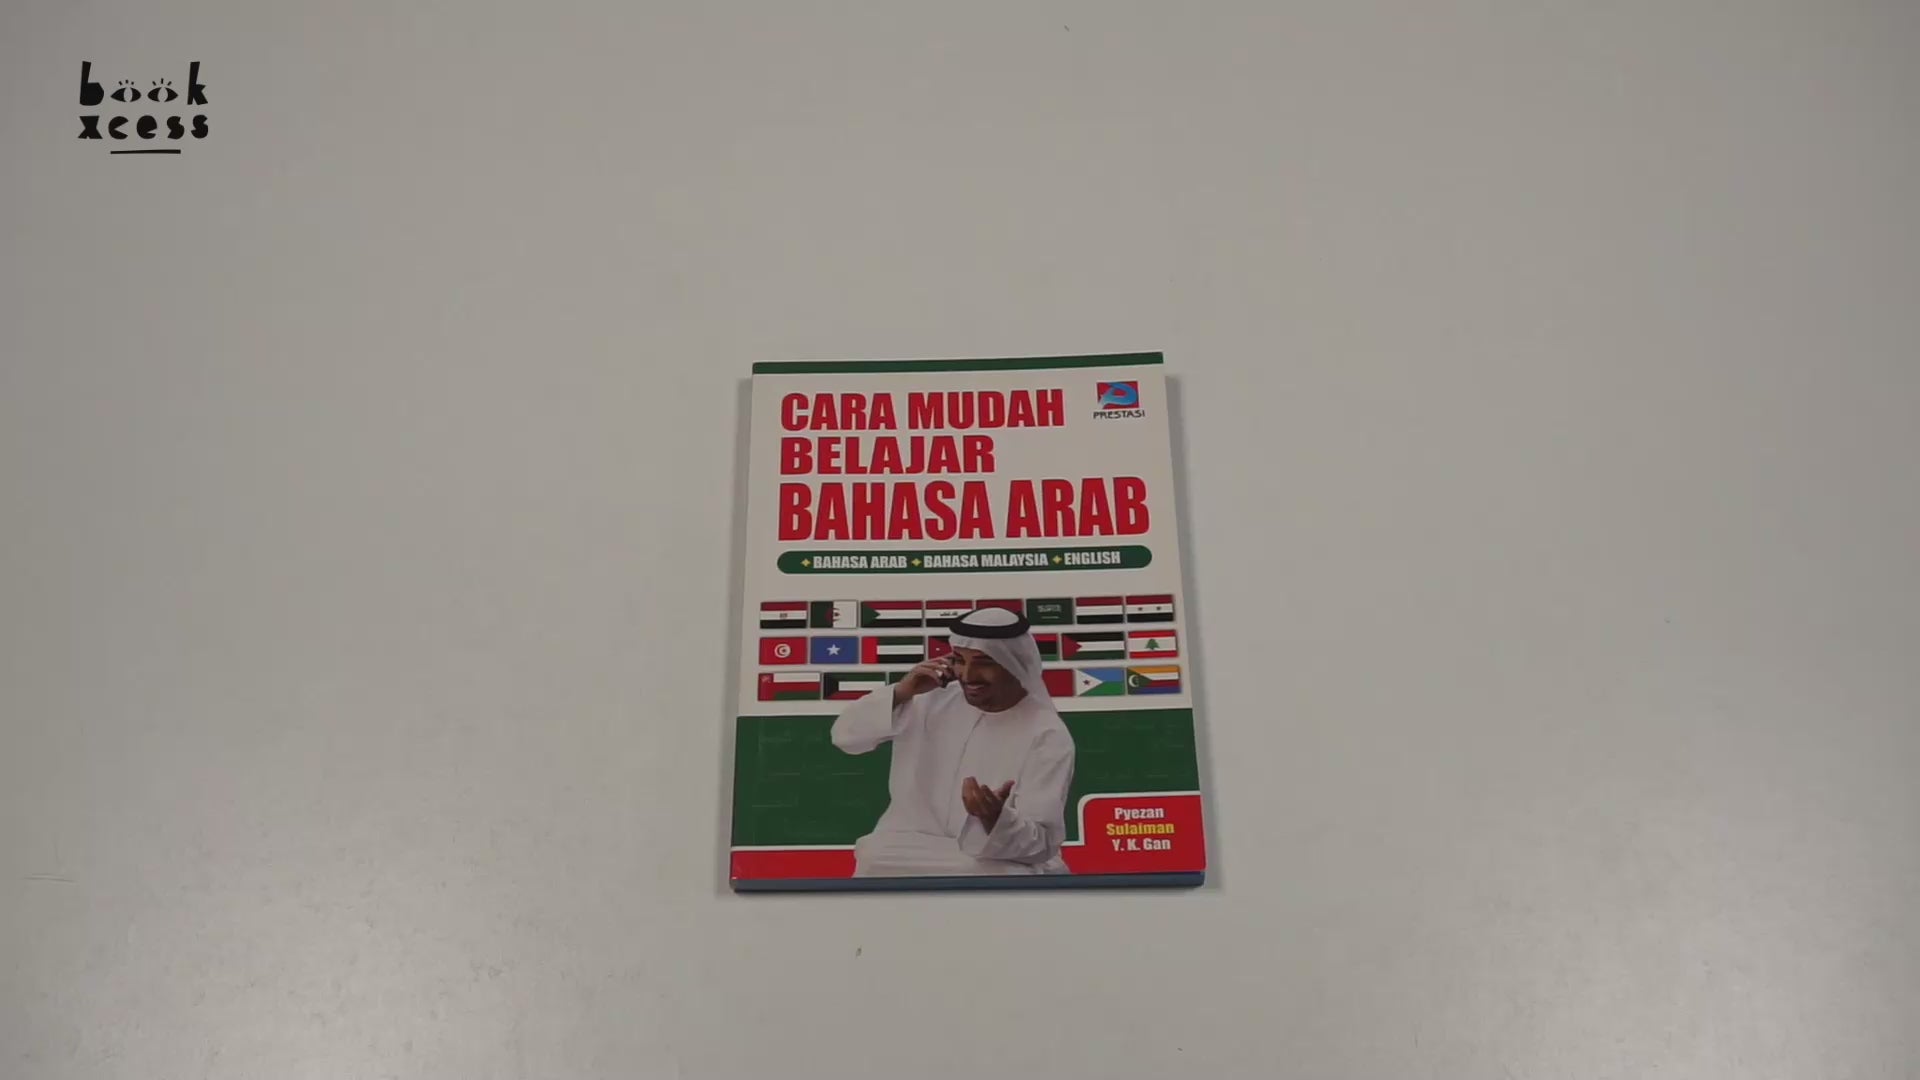 book
xcess
CARA MUDAH
BELAJAR
BAHASA ARAB
PRESTASI
BAHASA ARAB BAHASA MALAYSIA ENGLISH
Pyezan
Sulaiman
Y. K. Gan